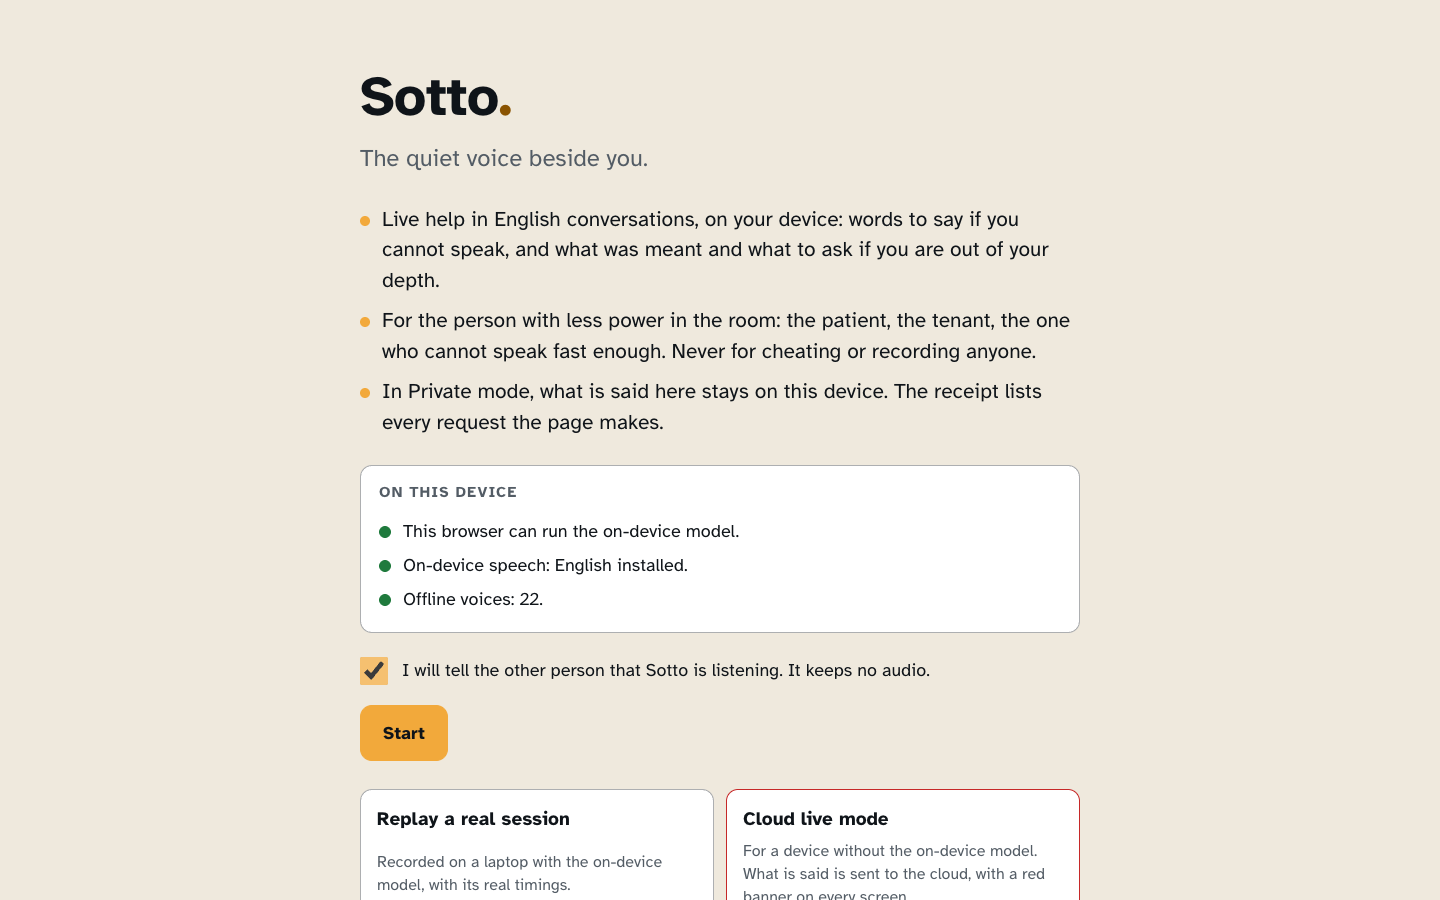 Sotto.
The quiet voice beside you.
Live help in English conversations, on your device: words to say if you
cannot speak, and what was meant and what to ask if you are out of your
depth.
For the person with less power in the room: the patient, the tenant, the one
who cannot speak fast enough. Never for cheating or recording anyone.
In Private mode, what is said here stays on this device. The receipt lists
every request the page makes.
ON THIS DEVICE
This browser can run the on-device model.
On-device speech: English installed.
Offline voices: 22.
I will tell the other person that Sotto is listening. It keeps no audio.
Start
Replay a real session
Recorded on a laptop with the on-device
model, with its real timings.
Cloud live mode
For a device without the on-device model.
What is said is sent to the cloud, with a red
banner on every screen.